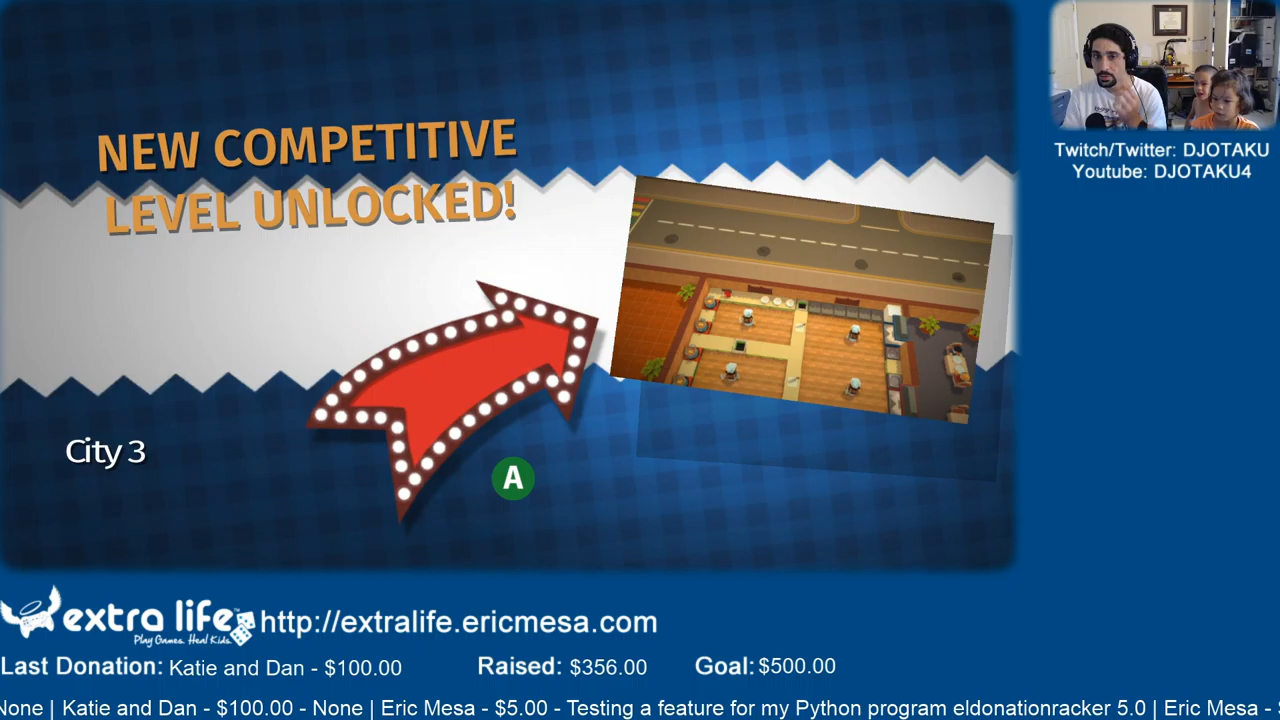 NEW COMPETITIVE
LEVEL UNLOCKED!
City 3
A
Twitch/Twitter: DJOTAKU
Youtube: DJOTAKU4
extra life
Play Games. Heal Kids.
http://extralife.ericmesa.com
Last Donation: Katie and Dan - $100.00
Raised: $356.00
Goal: $500.00
None | Katie and Dan - $100.00 - None | Eric Mesa - $5.00 - Testing a feature for my Python program eldonationracker 5.0 | Eric Mesa -